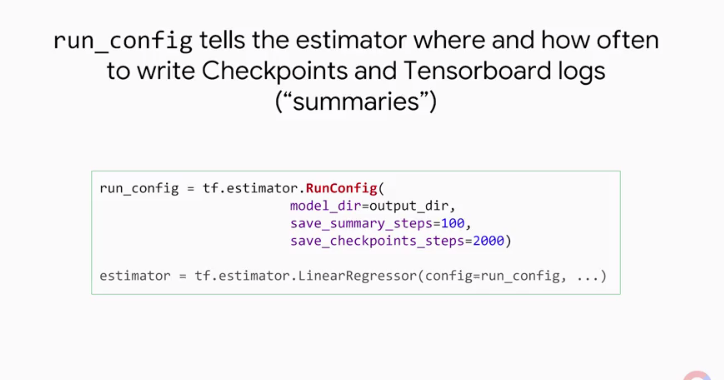 run_config tells the estimator where and how often
to write Checkpoints and Tensorboard logs
(“summaries”)
run_config = tf.estimator.RunConfig(
model_dir=output_dir,
save_summary_steps=100,
save_checkpoints_steps=2000)
estimator = tf.estimator.LinearRegressor(config=run_config, ...)